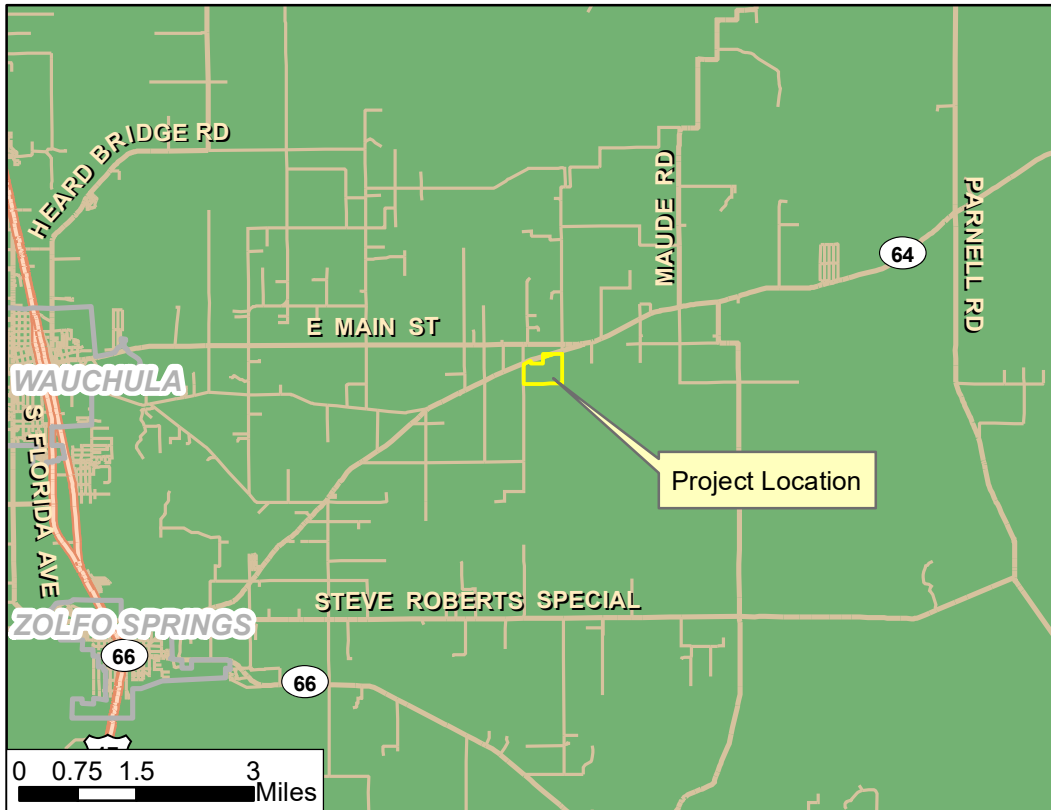 HEARD BRIDGE RD
MAUDE RD
PARNELL RD
64
E MAIN ST
WAUCHULA
S FLORIDA AVE
Project Location
STEVE ROBERTS SPECIAL
ZOLFO SPRINGS
66
66
0 0.75 1.5 3
Miles